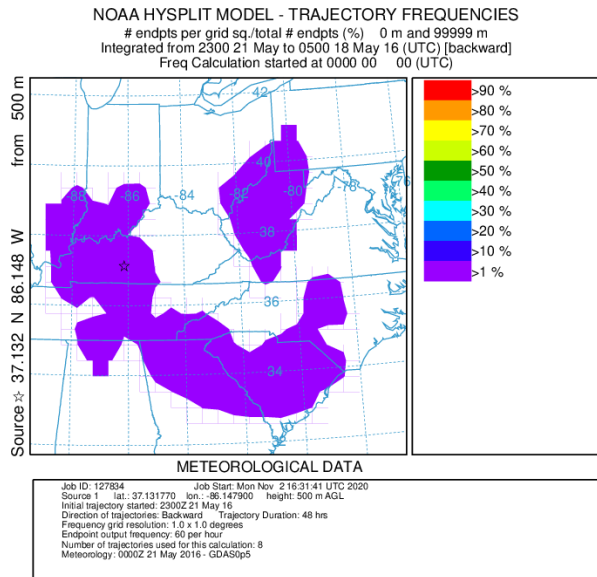 NOAA HYSPLIT MODEL - TRAJECTORY FREQUENCIES
# endpts per grid sq./total # endpts (%) 0 m and 99999 m
Integrated from 2300 21 May to 0500 18 May 16 (UTC) [backward]
Freq Calculation started at 0000 00 00 (UTC)
Source ☆ 37.132 N 86.148 W from 500 m
42
40
38
36
34
-88
-86
-84
-82
-80
-78
>90 %
>80 %
>70 %
>60 %
>50 %
>40 %
>30 %
>20 %
>10 %
>1 %
METEOROLOGICAL DATA
Job ID: 127834 Job Start: Mon Nov 2 16:31:41 UTC 2020
Source 1 lat.: 37.131770 lon.: -86.147900 height: 500 m AGL
Initial trajectory started: 2300Z 21 May 16
Direction of trajectories: Backward Trajectory Duration: 48 hrs
Frequency grid resolution: 1.0 x 1.0 degrees
Endpoint output frequency: 60 per hour
Number of trajectories used for this calculation: 8
Meteorology: 0000Z 21 May 2016 - GDAS0p5